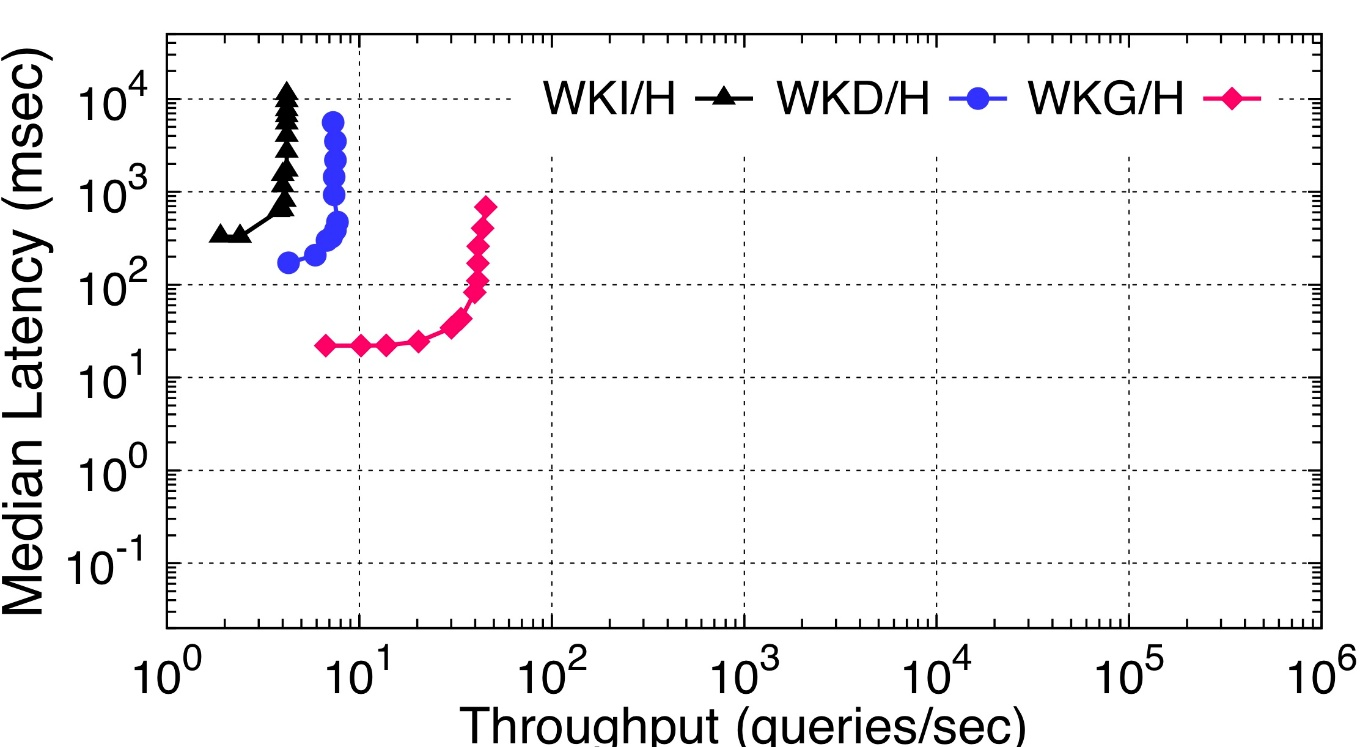 WKI/H WKD/H WKG/H
10^4
10^3
10^2
10^1
10^0
10^-1
Median Latency (msec)
10^0 10^1 10^2 10^3 10^4 10^5 10^6
Throughput (queries/sec)